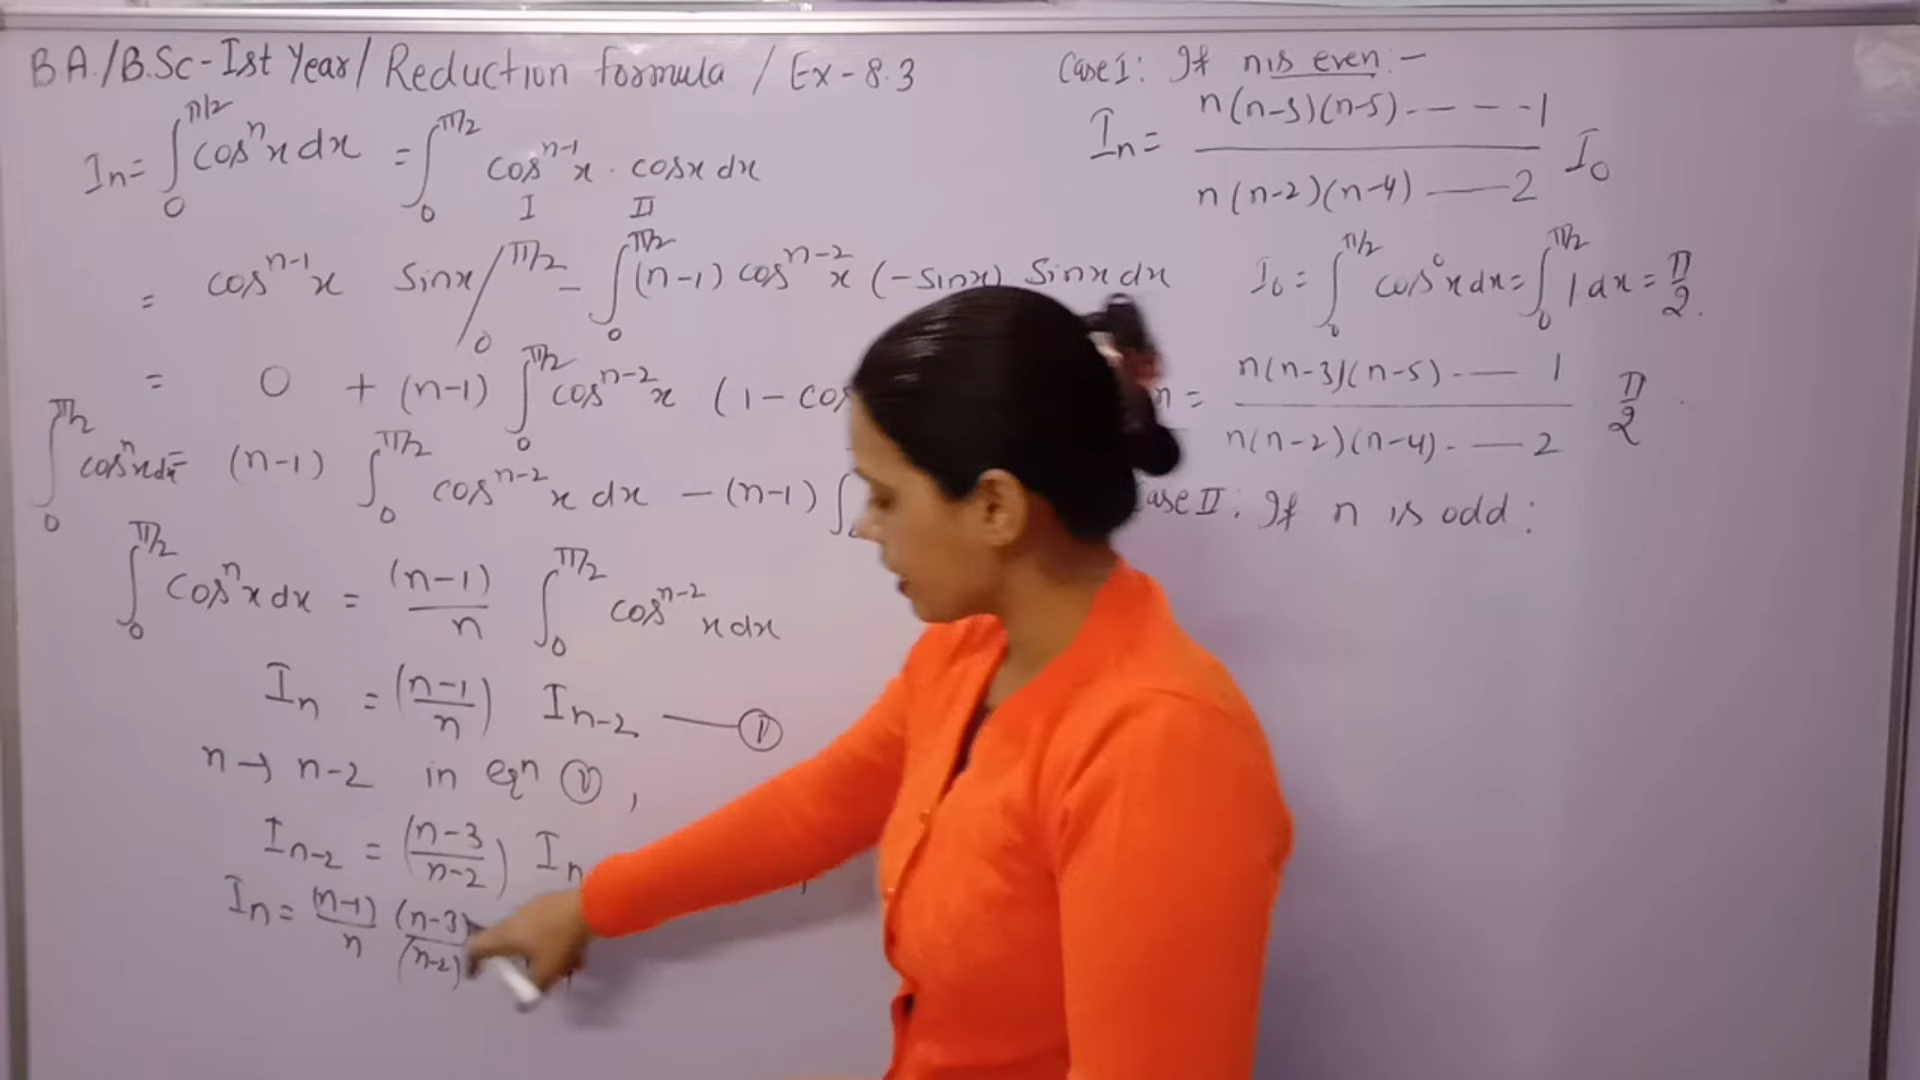 B.A./B.Sc-Ist Year/ Reduction formula / Ex-8.3
In = ∫₀^π/2 cosⁿx dx = ∫₀^π/2 cosⁿ⁻¹x . cosx dx
I II
= cosⁿ⁻¹x sinx /₀^π/2 - ∫₀^π/2 (n-1) cosⁿ⁻²x (-sinx) sinx dx
= 0 + (n-1) ∫₀^π/2 cosⁿ⁻²x (1-cos
∫₀^π/2 cosⁿx dx = (n-1) ∫₀^π/2 cosⁿ⁻²x dx - (n-1) ∫
∫₀^π/2 cosⁿx dx = (n-1)/n ∫₀^π/2 cosⁿ⁻²x dx
In = (n-1/n) In-2 — ①
n → n-2 in eqn ①,
In-2 = (n-3/n-2) In
In = (n-1)/n (n-3)/(n-2)
Case I: If n is even:-
In = n(n-3)(n-5)-----1 / n(n-2)(n-4)——2 I₀
I₀ = ∫₀^π/2 cos⁰x dx = ∫₀^π/2 1 dx = π/2.
n = n(n-3)(n-5)-—— 1 / n(n-2)(n-4)-——2 π/2
ase II: If n is odd: